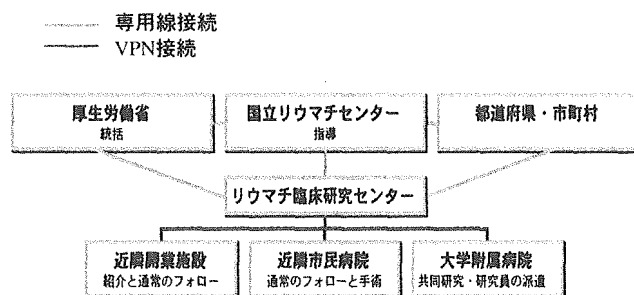 専用線接続
VPN接続
厚生労働省
統括
国立リウマチセンター
指導
都道府県・市町村
リウマチ臨床研究センター
近隣開業施設
紹介と通常のフォロー
近隣市民病院
通常のフォローと手術
大学附属病院
共同研究・研究員の派遣